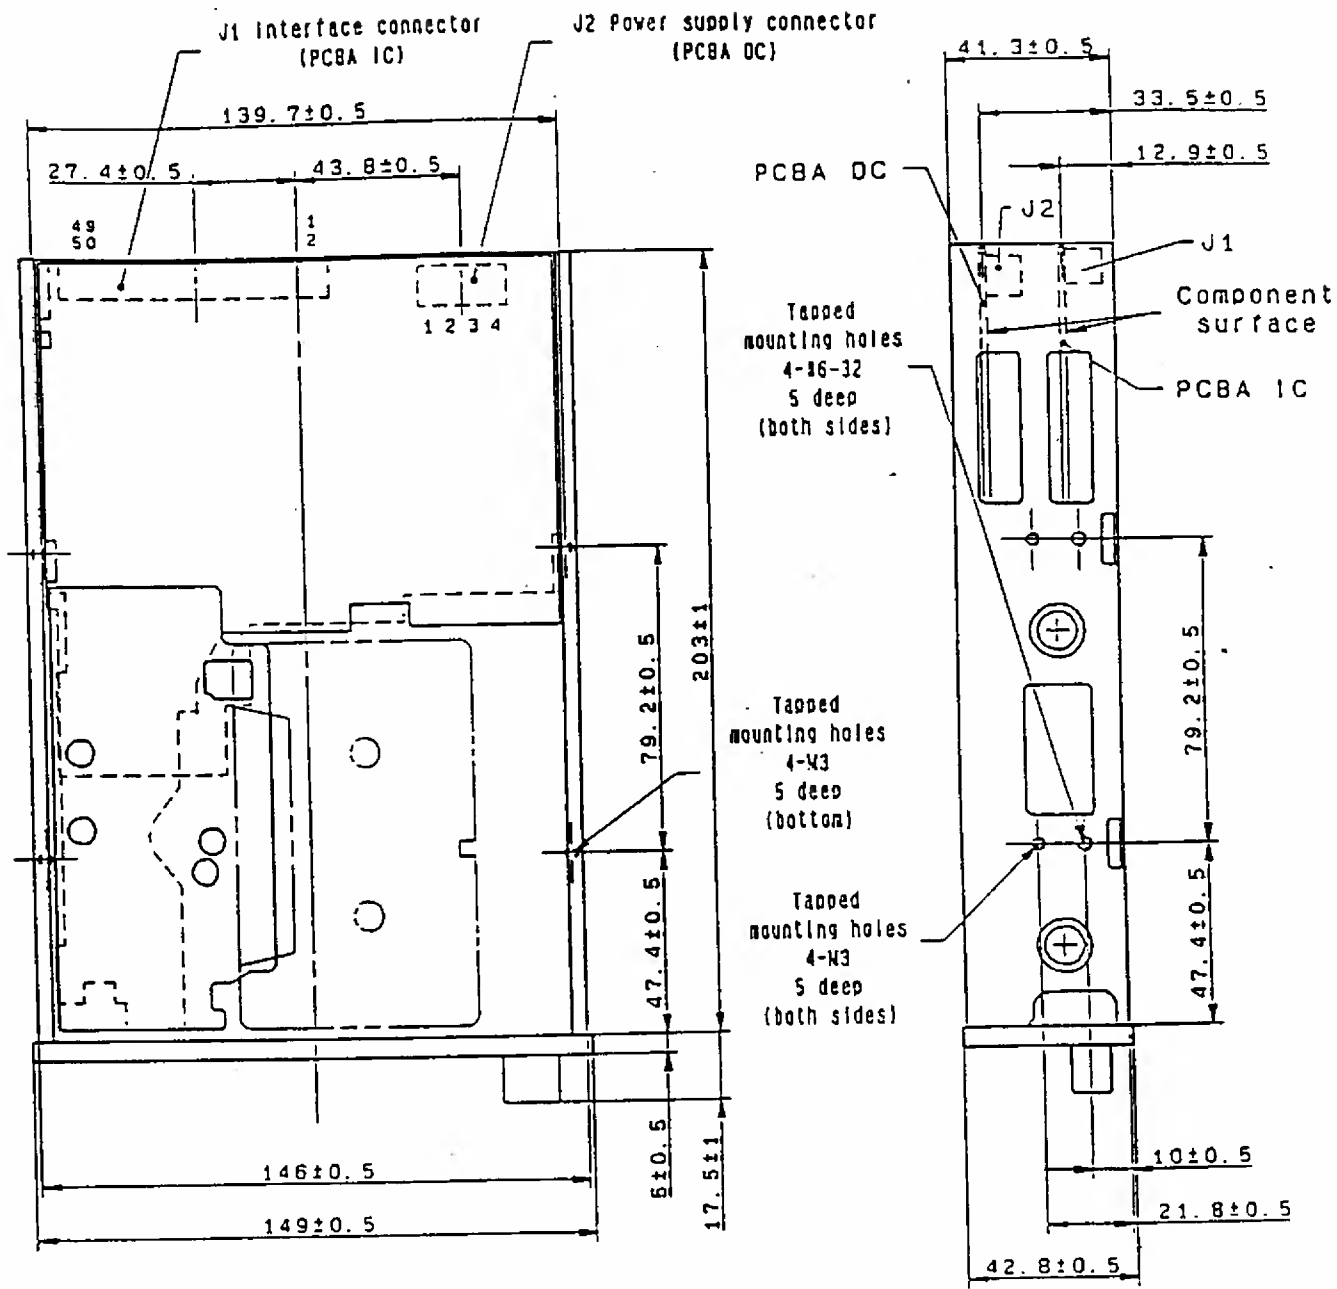 J1 Interface connector
(PCBA IC)
J2 Power supply connector
(PCBA DC)
139.7±0.5
27.4±0.5
43.8±0.5
49
50
1
2
1 2 3 4
203±1
79.2±0.5
47.4±0.5
6±0.5
17.5±1
146±0.5
149±0.5
41.3±0.5
33.5±0.5
12.9±0.5
PCBA DC
J2
J1
Component
surface
PCBA IC
Tapped
mounting holes
4-#6-32
5 deep
(both sides)
Tapped
mounting holes
4-M3
5 deep
(bottom)
Tapped
mounting holes
4-M3
5 deep
(both sides)
79.2±0.5
47.4±0.5
10±0.5
21.8±0.5
42.8±0.5